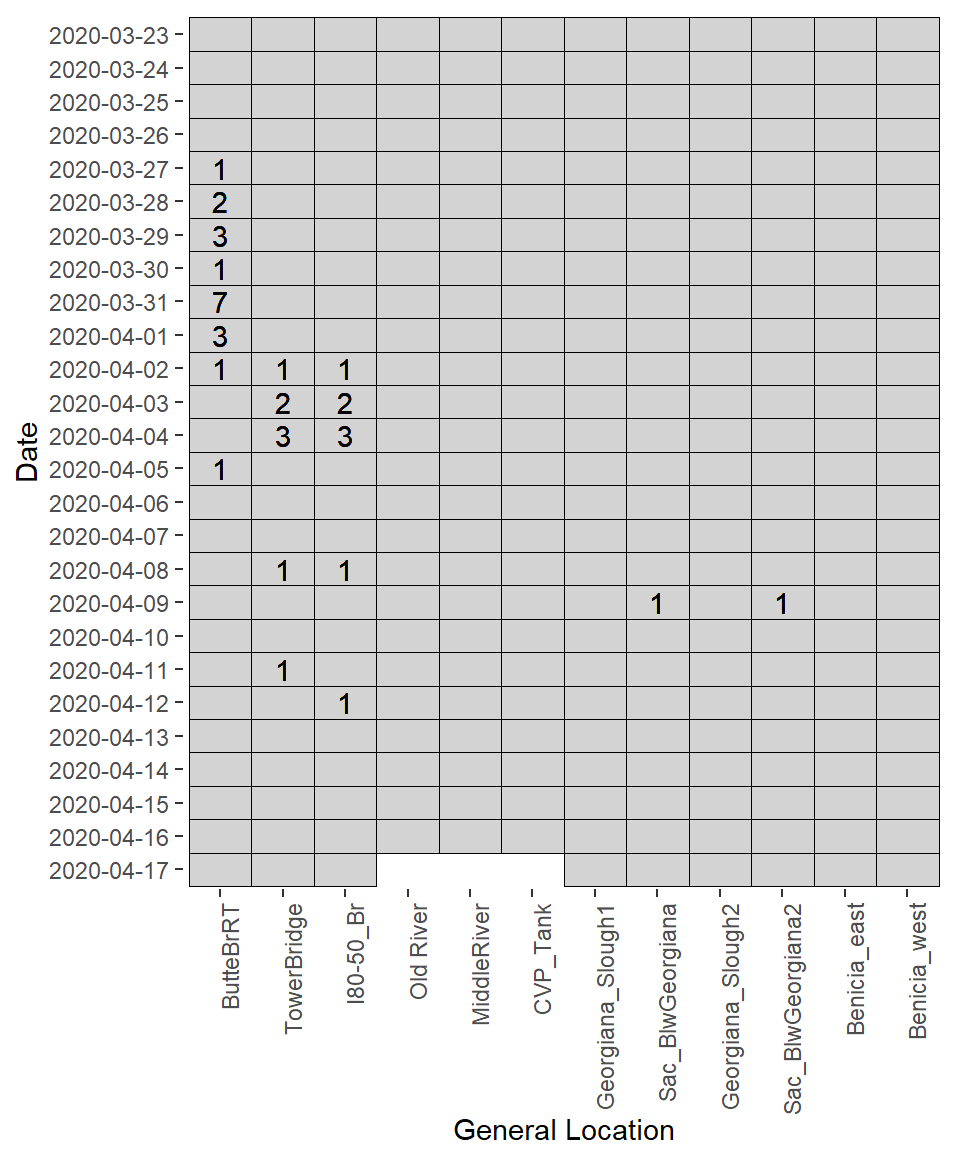 2020-03-23
2020-03-24
2020-03-25
2020-03-26
2020-03-27 1
2020-03-28 2
2020-03-29 3
2020-03-30 1
2020-03-31 7
2020-04-01 3
2020-04-02 1 1 1
2020-04-03 2 2
2020-04-04 3 3
2020-04-05 1
2020-04-06
2020-04-07
2020-04-08 1 1
2020-04-09 1 1
2020-04-10
2020-04-11 1
2020-04-12 1
2020-04-13
2020-04-14
2020-04-15
2020-04-16
2020-04-17
Date
ButteBrRT
TowerBridge
I80-50_Br
Old River
MiddleRiver
CVP_Tank
Georgiana_Slough1
Sac_BlwGeorgiana
Georgiana_Slough2
Sac_BlwGeorgiana2
Benicia_east
Benicia_west
General Location